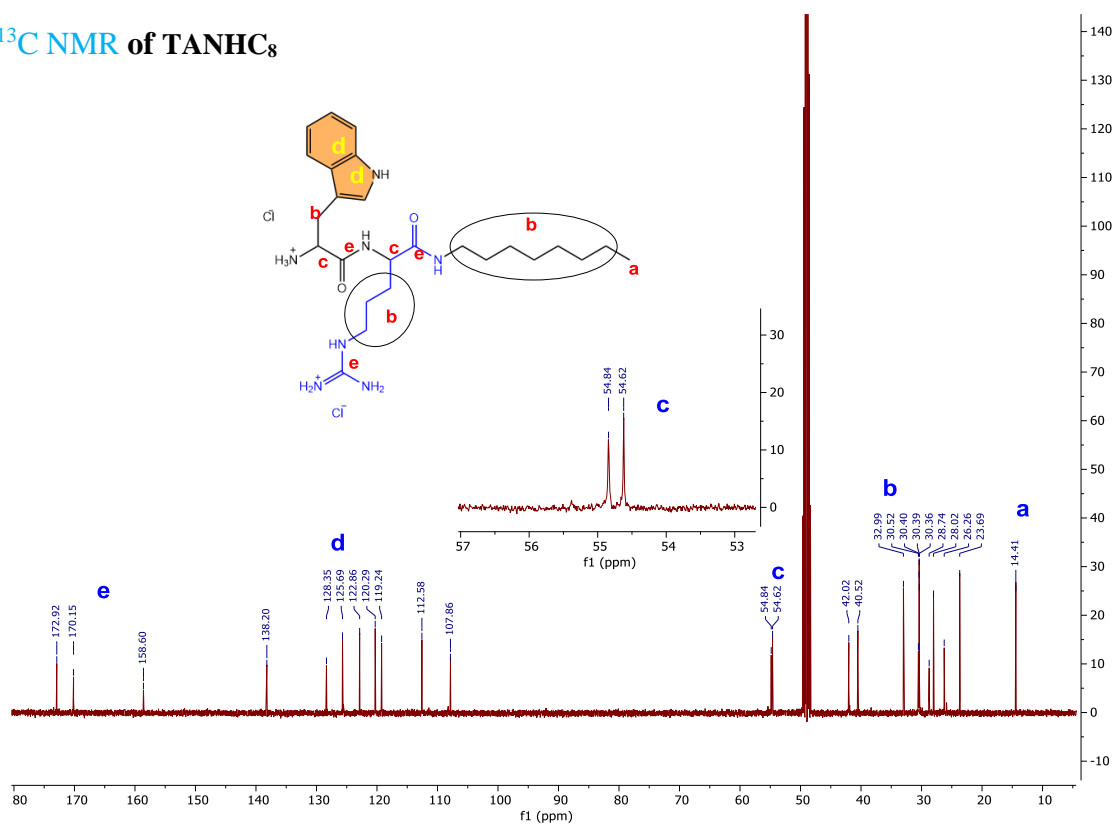 13C NMR of TANHC8
d
d
NH
b
Cl-
O
H
N
b
e
c
H3N+
c
e
N
H
a
O
b
HN
e
H2N+
NH2
Cl-
54.84
54.62
c
30
20
10
0
57
56
55
54
53
f1 (ppm)
e
d
c
b
a
172.92
170.15
158.60
138.20
128.35
125.69
122.86
120.29
119.24
112.58
107.86
54.84
54.62
42.02
40.52
32.99
30.52
30.40
30.39
30.36
28.74
28.02
26.26
23.69
14.41
140
130
120
110
100
90
80
70
60
50
40
30
20
10
0
-10
80 170 160 150 140 130 120 110 100 90 80 70 60 50 40 30 20 10
f1 (ppm)